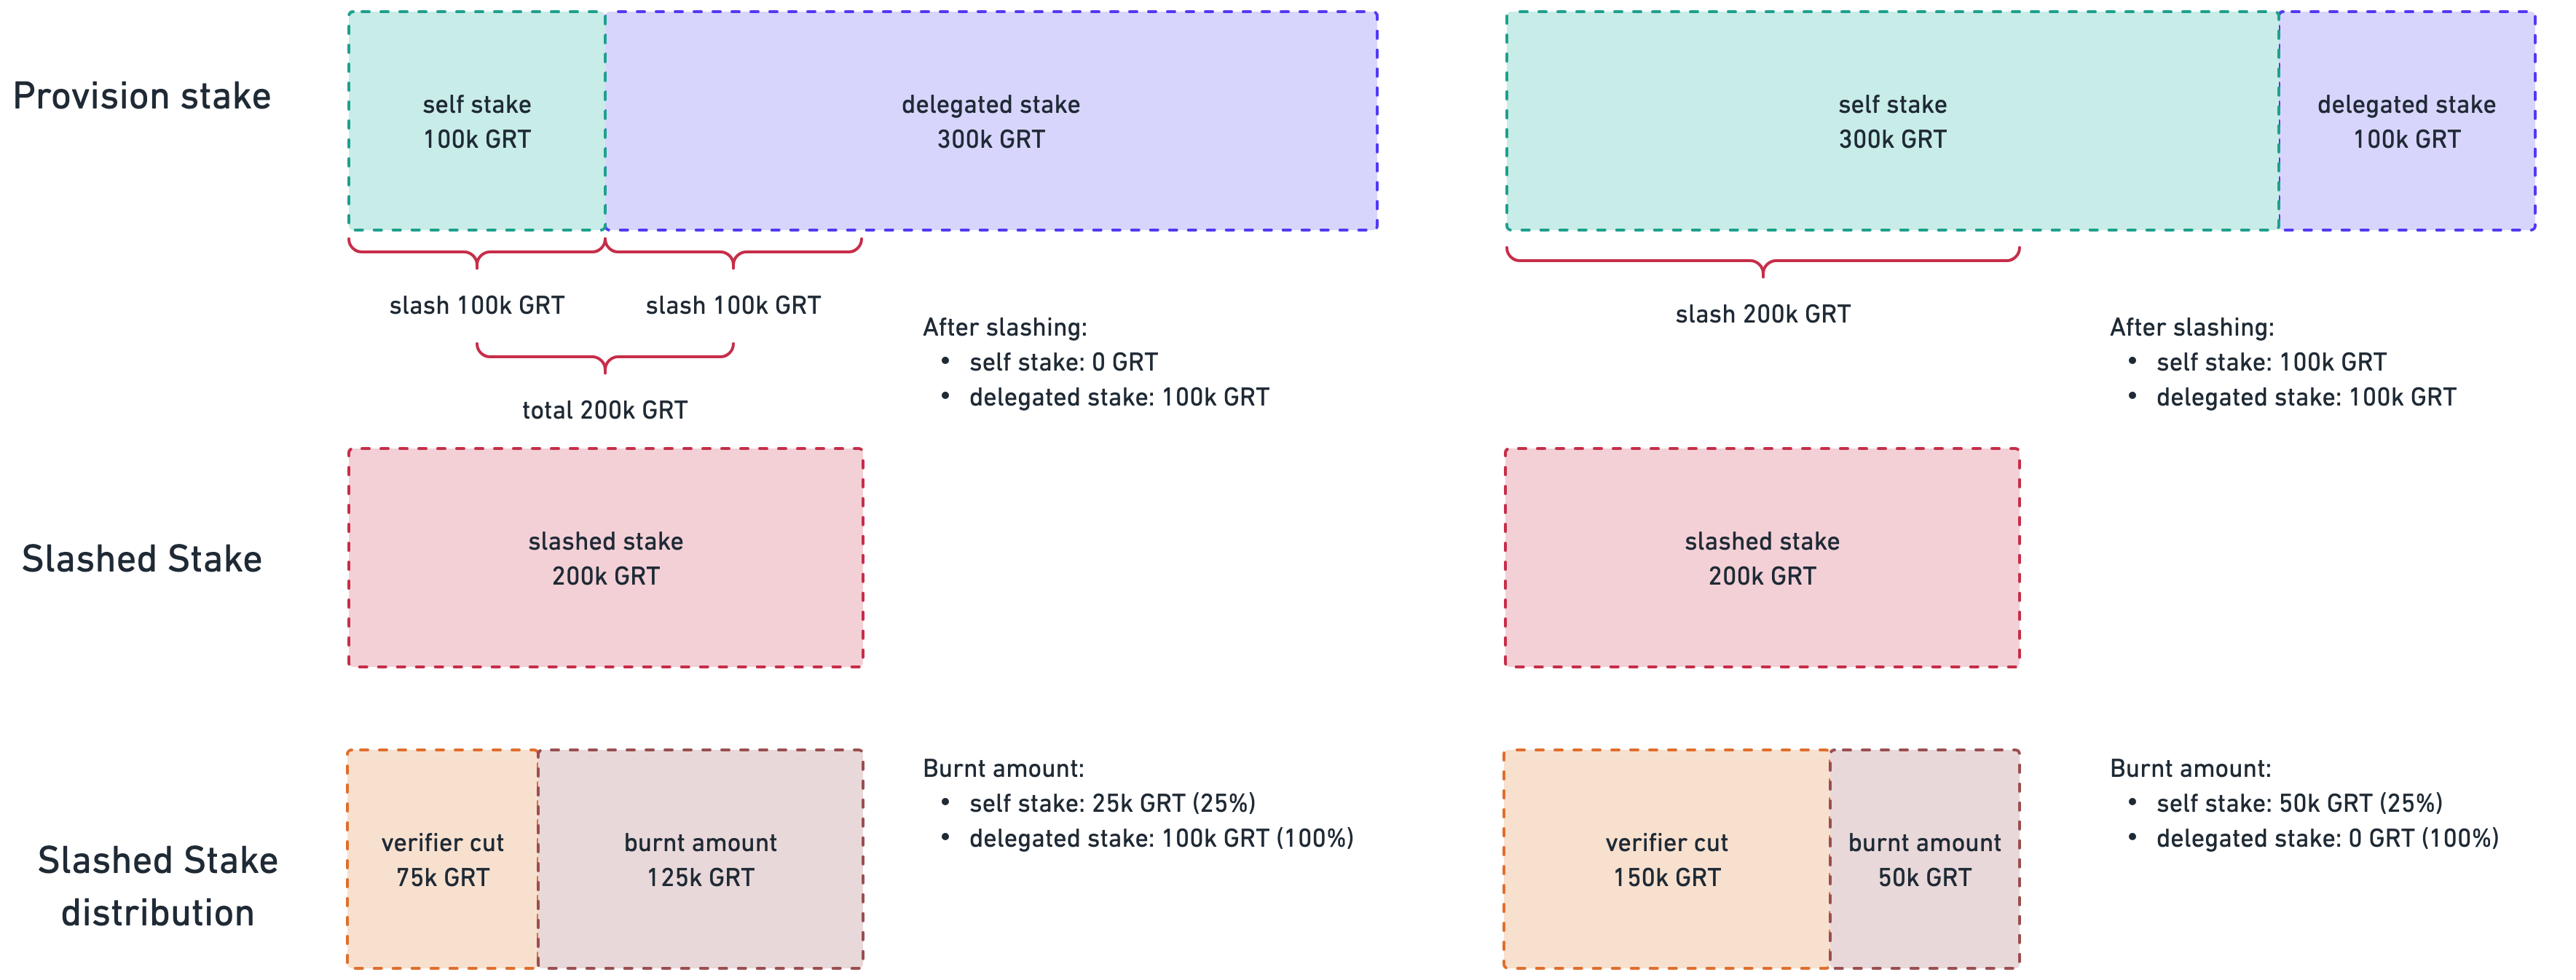 Provision stake
self stake
100k GRT
delegated stake
300k GRT
self stake
300k GRT
delegated stake
100k GRT
slash 100k GRT
slash 100k GRT
total 200k GRT
After slashing:
• self stake: 0 GRT
• delegated stake: 100k GRT
slash 200k GRT
After slashing:
• self stake: 100k GRT
• delegated stake: 100k GRT
Slashed Stake
slashed stake
200k GRT
slashed stake
200k GRT
Slashed Stake
distribution
verifier cut
75k GRT
burnt amount
125k GRT
Burnt amount:
• self stake: 25k GRT (25%)
• delegated stake: 100k GRT (100%)
verifier cut
150k GRT
burnt amount
50k GRT
Burnt amount:
• self stake: 50k GRT (25%)
• delegated stake: 0 GRT (100%)